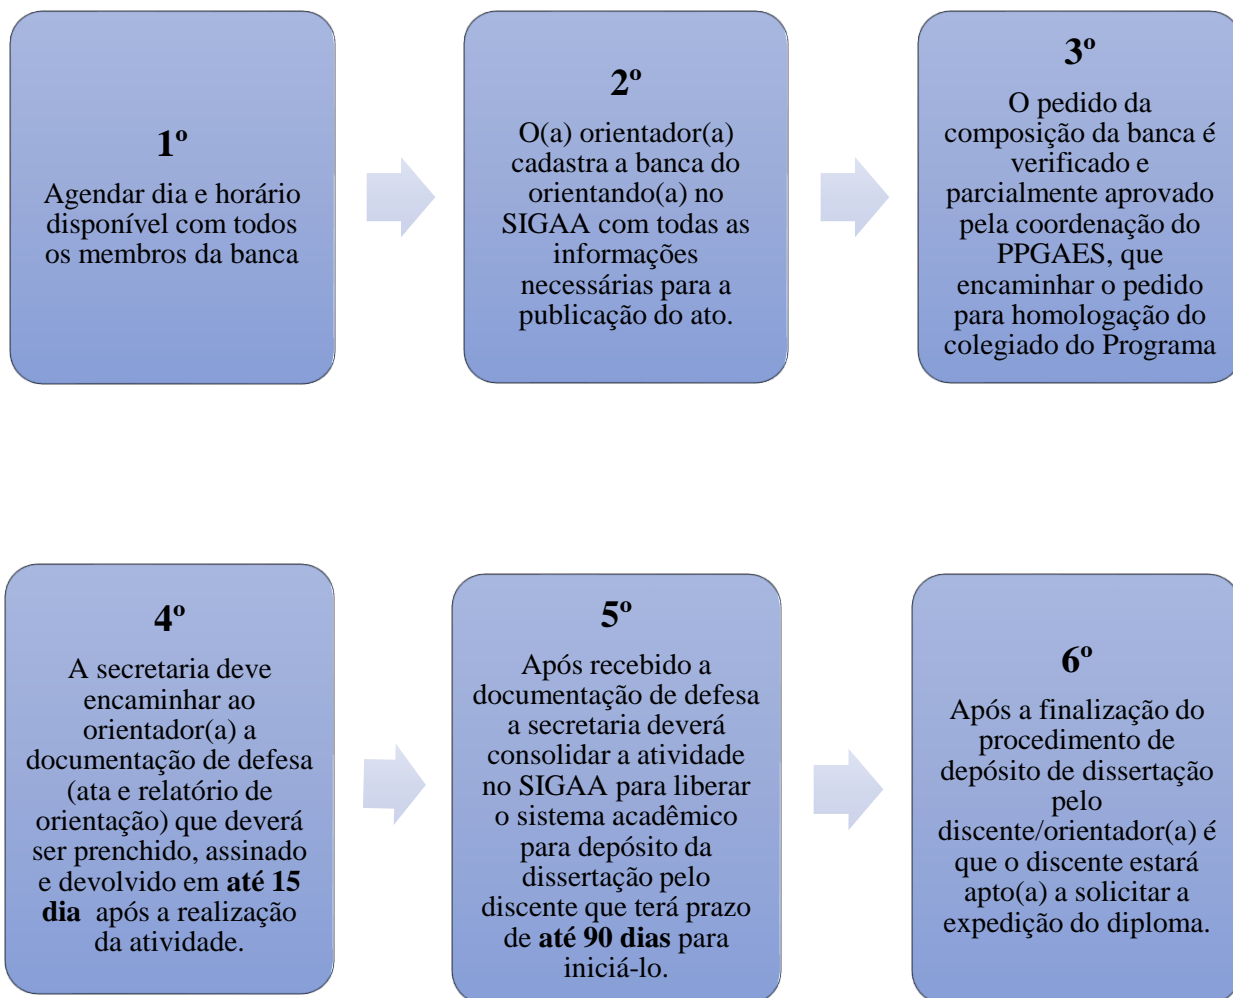 1º
Agendar dia e horário
disponível com todos
os membros da banca
2º
O(a) orientador(a)
cadastra a banca do
orientando(a) no
SIGAA com todas as
informações
necessárias para a
publicação do ato.
3º
O pedido da
composição da banca é
verificado e
parcialmente aprovado
pela coordenação do
PPGAES, que
encaminhar o pedido
para homologação do
colegiado do Programa
4º
A secretaria deve
encaminhar ao
orientador(a) a
documentação de defesa
(ata e relatório de
orientação) que deverá
ser prenchido, assinado
e devolvido em até 15
dia após a realização
da atividade.
5º
Após recebido a
documentação de defesa
a secretaria deverá
consolidar a atividade
no SIGAA para liberar
o sistema acadêmico
para depósito da
dissertação pelo
discente que terá prazo
de até 90 dias para
iniciá-lo.
6º
Após a finalização do
procedimento de
depósito de dissertação
pelo
discente/orientador(a) é
que o discente estará
apto(a) a solicitar a
expedição do diploma.